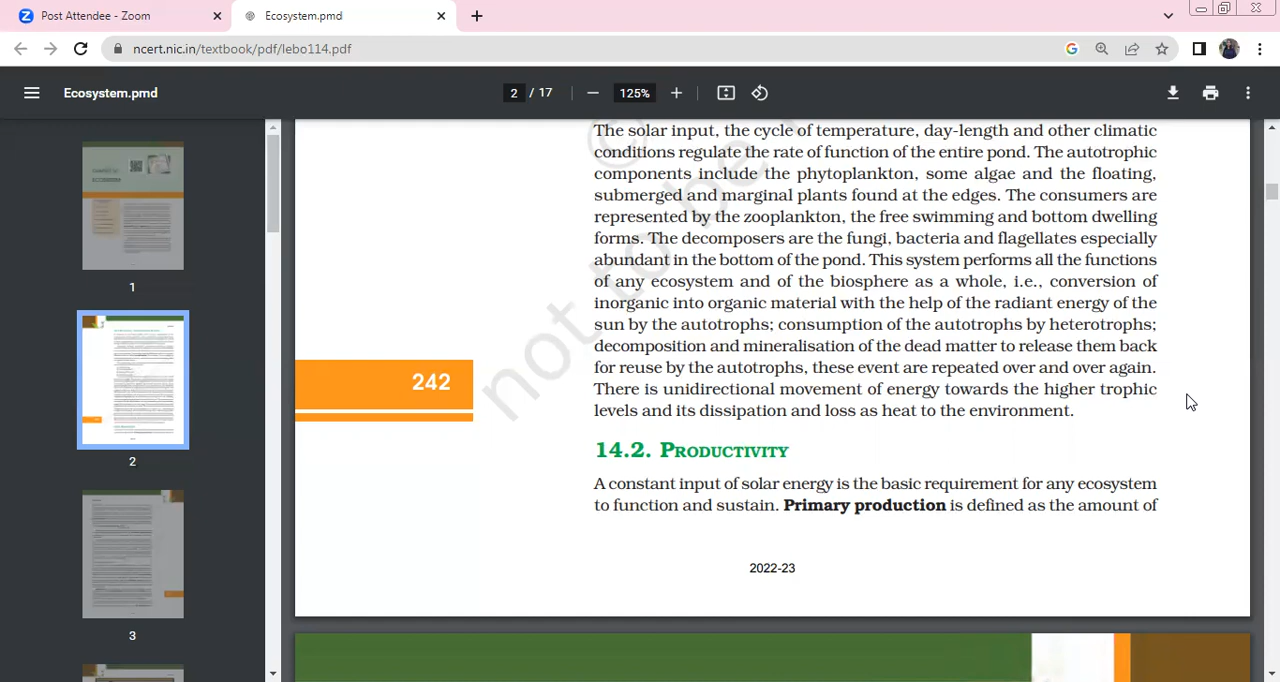 Post Attendee - Zoom
Ecosystem.pmd
ncert.nic.in/textbook/pdf/lebo114.pdf
Ecosystem.pmd
2 / 17
125%
1
2
3
The solar input, the cycle of temperature, day-length and other climatic
conditions regulate the rate of function of the entire pond. The autotrophic
components include the phytoplankton, some algae and the floating,
submerged and marginal plants found at the edges. The consumers are
represented by the zooplankton, the free swimming and bottom dwelling
forms. The decomposers are the fungi, bacteria and flagellates especially
abundant in the bottom of the pond. This system performs all the functions
of any ecosystem and of the biosphere as a whole, i.e., conversion of
inorganic into organic material with the help of the radiant energy of the
sun by the autotrophs; consumption of the autotrophs by heterotrophs;
decomposition and mineralisation of the dead matter to release them back
for reuse by the autotrophs, these event are repeated over and over again.
There is unidirectional movement of energy towards the higher trophic
levels and its dissipation and loss as heat to the environment.
242
14.2. PRODUCTIVITY
A constant input of solar energy is the basic requirement for any ecosystem
to function and sustain. Primary production is defined as the amount of
2022-23
©
not to be